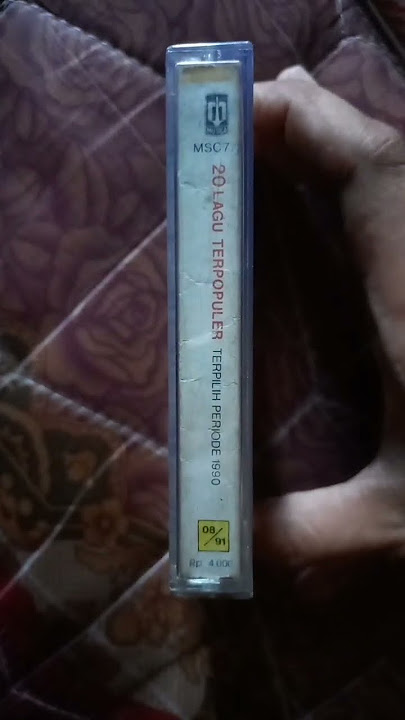 MSC7
20 LAGU TERPOPULER TERPILIH PERIODE 1990
08/91
Rp. 4.000